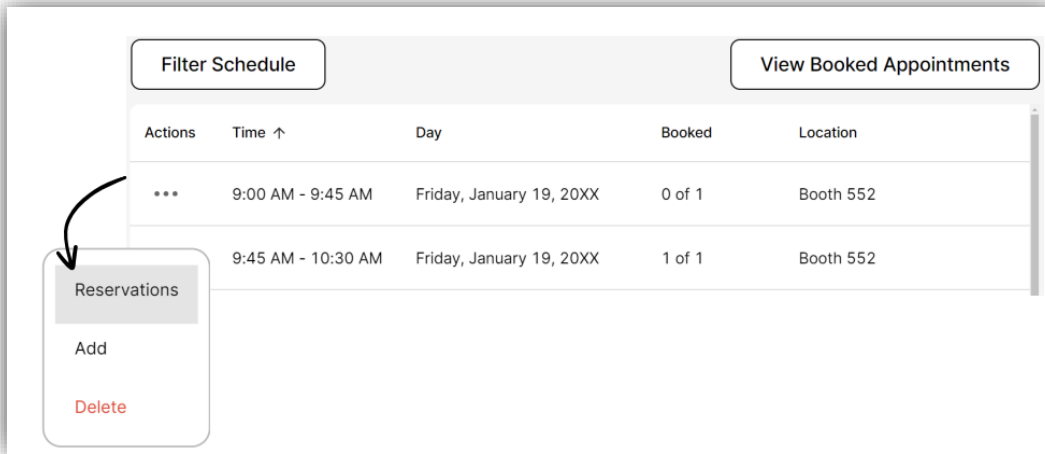 Filter Schedule View Booked Appointments
Actions Time ↑ Day Booked Location
••• 9:00 AM - 9:45 AM Friday, January 19, 20XX 0 of 1 Booth 552
9:45 AM - 10:30 AM Friday, January 19, 20XX 1 of 1 Booth 552
Reservations
Add
Delete